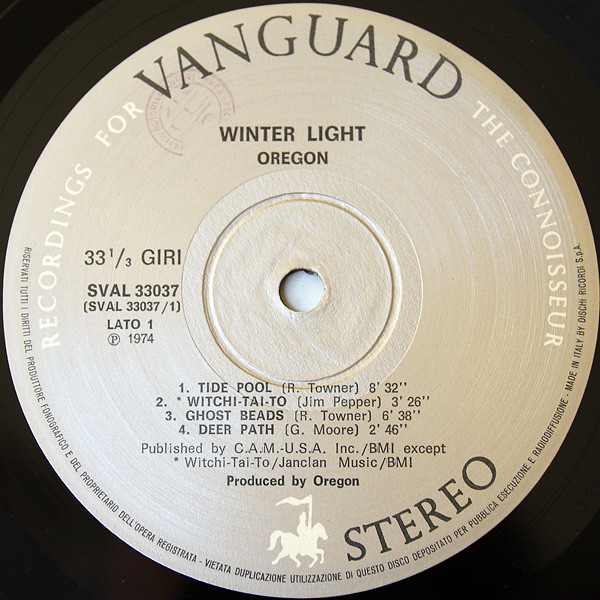 VANGUARD
RECORDINGS FOR THE CONNOISSEUR
WINTER LIGHT
OREGON
33 1/3 GIRI
SVAL 33037
(SVAL 33037/1)
LATO 1
Ⓟ 1974
1. TIDE POOL (R. Towner) 8' 32''
2. * WITCHI-TAI-TO (Jim Pepper) 3' 26''
3. GHOST BEADS (R. Towner) 6' 38''
4. DEER PATH (G. Moore) 2' 46''
Published by C.A.M.-U.S.A. Inc./BMI except
* Witchi-Tai-To/Janclan Music/BMI
Produced by Oregon
STEREO
RISERVATI TUTTI I DIRITTI DEL PRODUTTORE FONOGRAFICO E DEL PROPRIETARIO DELL'OPERA REGISTRATA - VIETATA DUPLICAZIONE UTILIZZAZIONE DI QUESTO DISCO DEPOSITATO PER PUBBLICA ESECUZIONE E RADIODIFFUSIONE - MADE IN ITALY BY DISCHI RICORDI S.p.A.